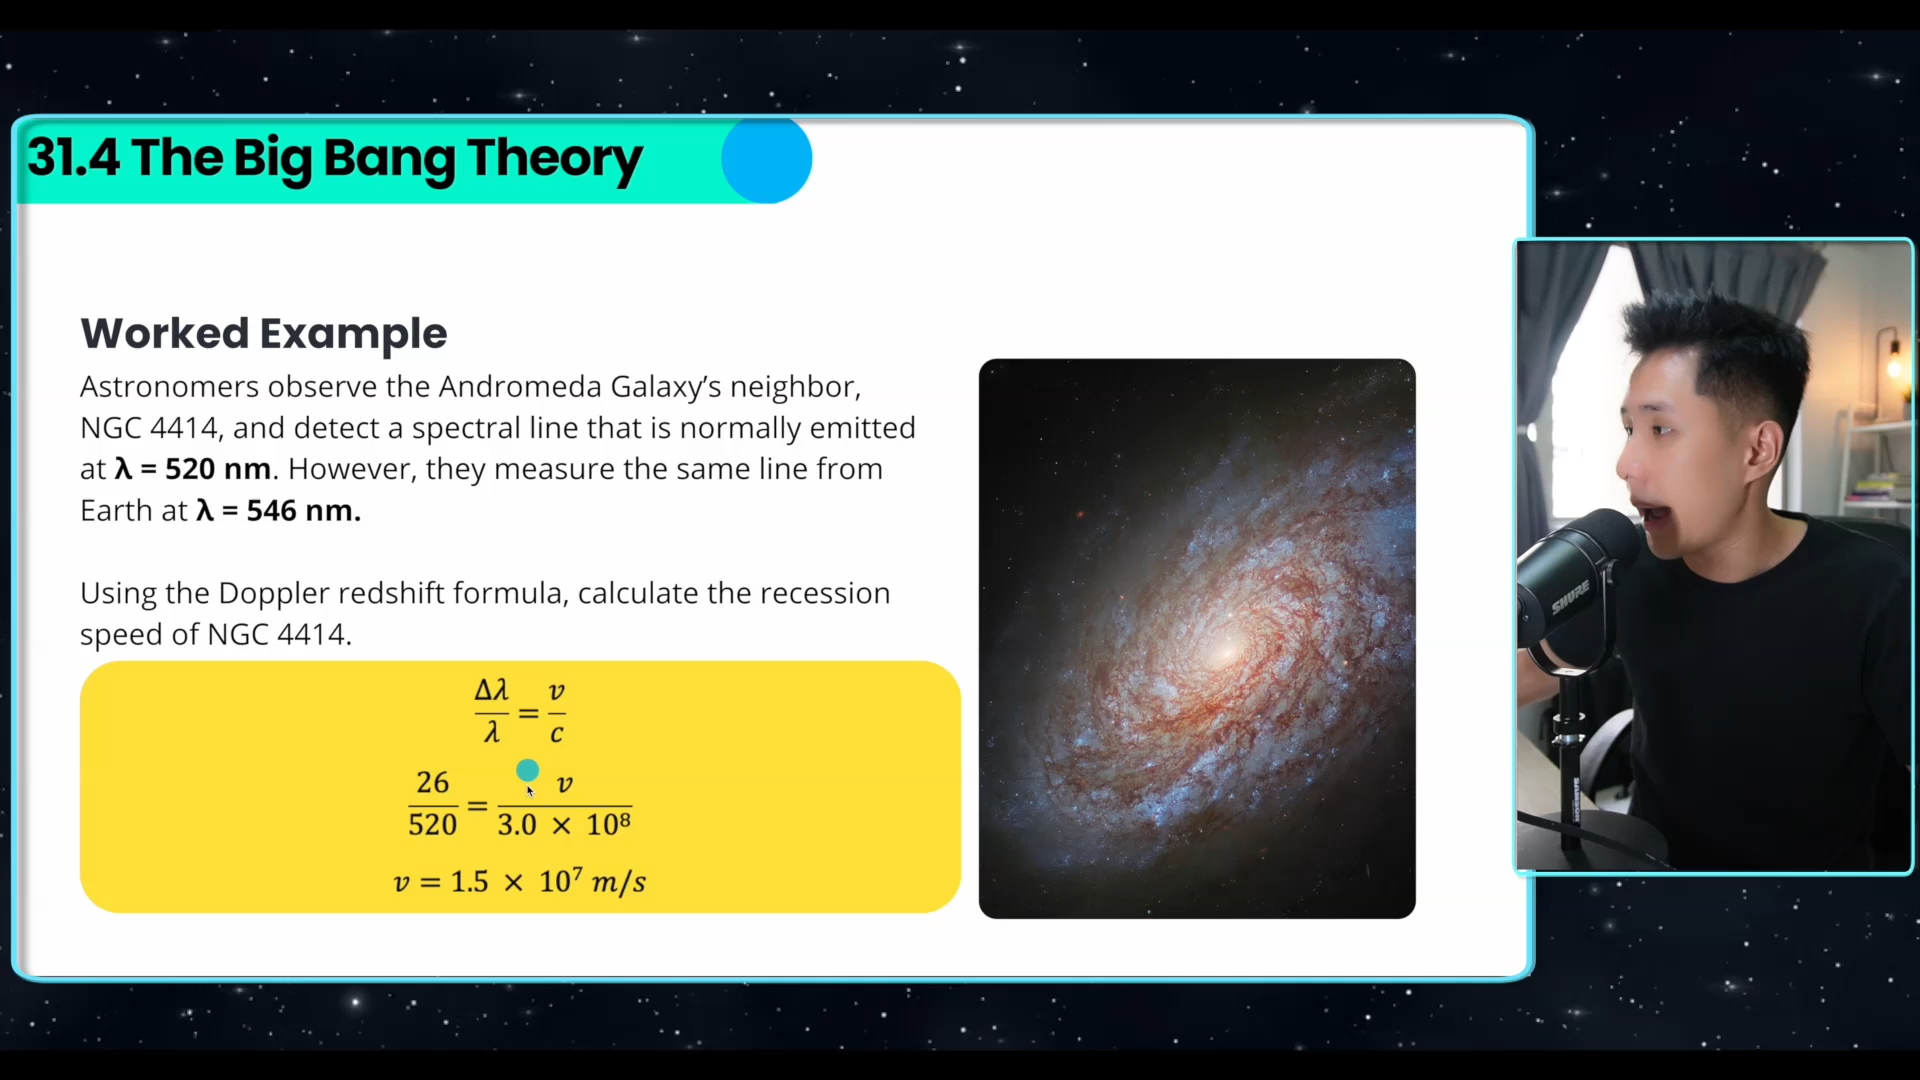 31.4 The Big Bang Theory
Worked Example
Astronomers observe the Andromeda Galaxy’s neighbor,
NGC 4414, and detect a spectral line that is normally emitted
at λ = 520 nm. However, they measure the same line from
Earth at λ = 546 nm.
Using the Doppler redshift formula, calculate the recession
speed of NGC 4414.
Δλ/λ = v/c
26/520 = v/3.0 × 10⁸
v = 1.5 × 10⁷ m/s
SHURE
SAMSON